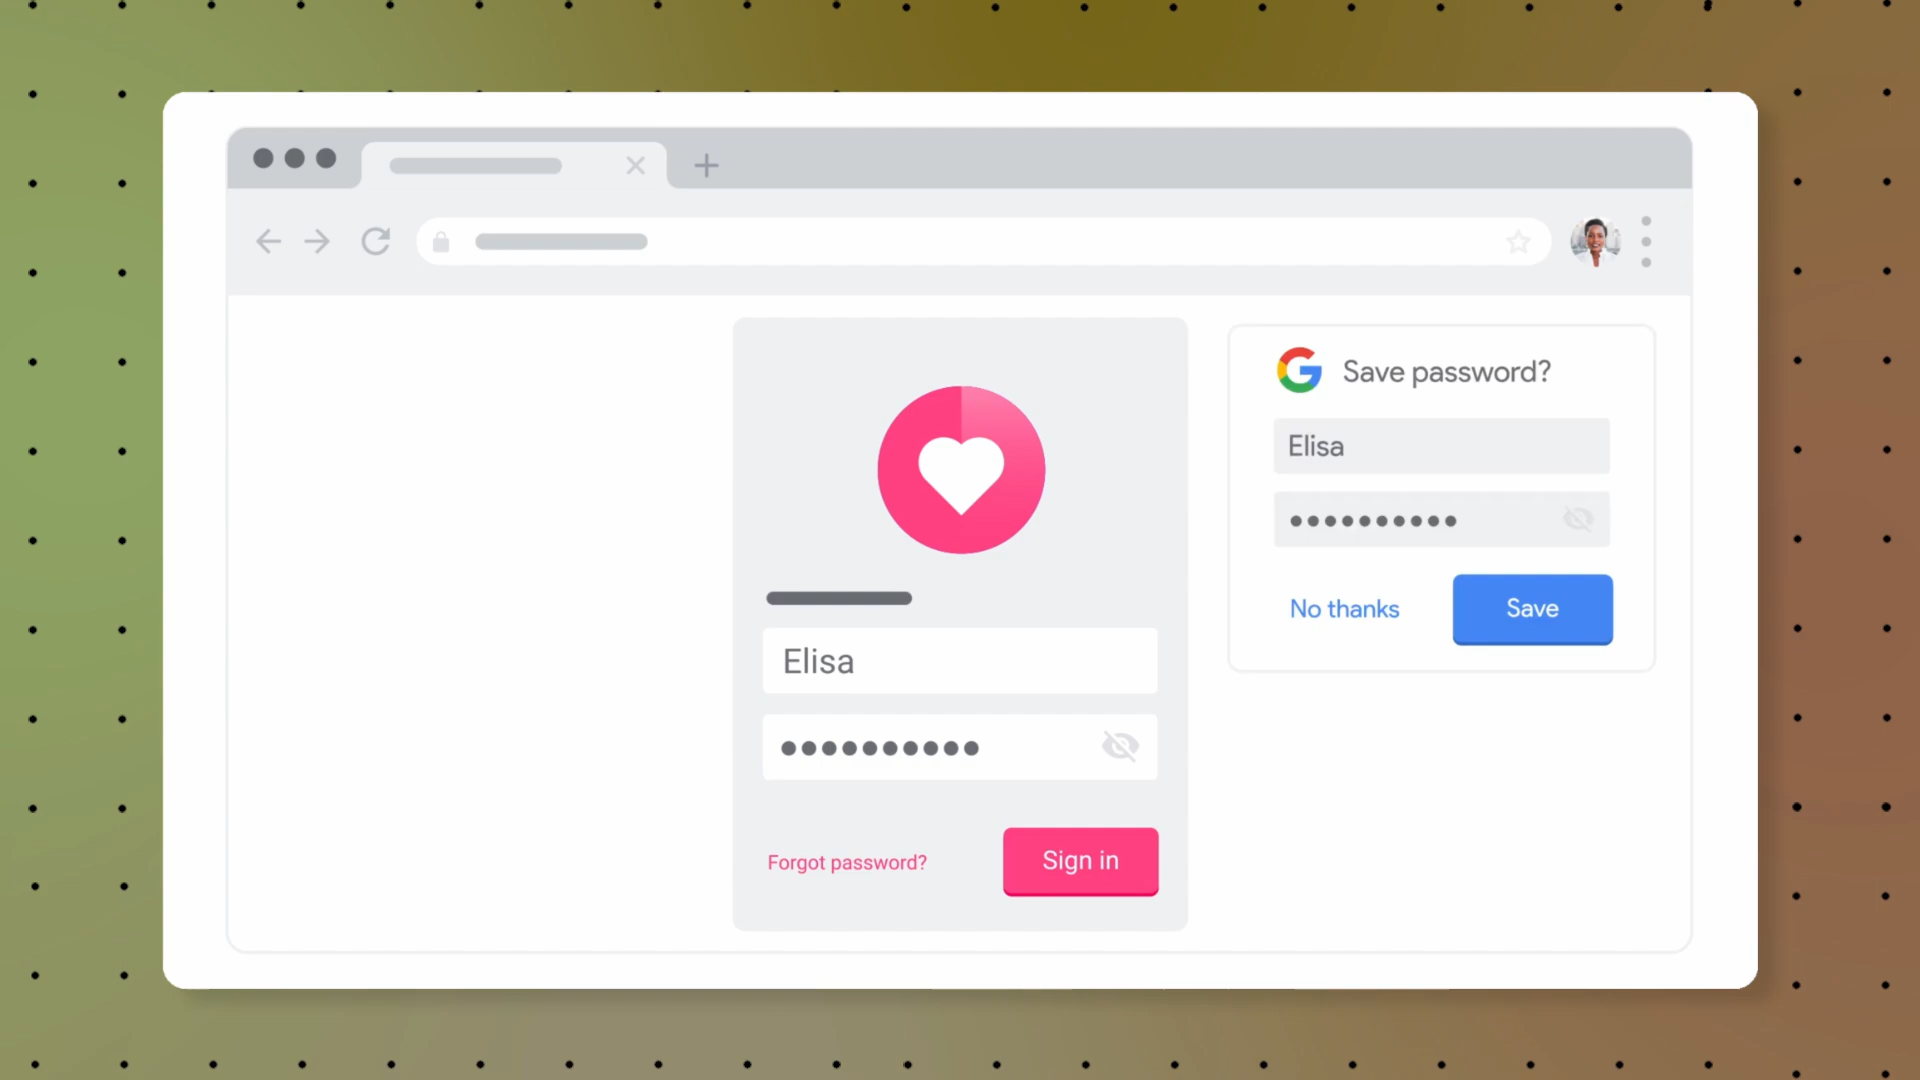 Save password?
Elisa
••••••••••
No thanks
Save
Elisa
••••••••••
Forgot password?
Sign in